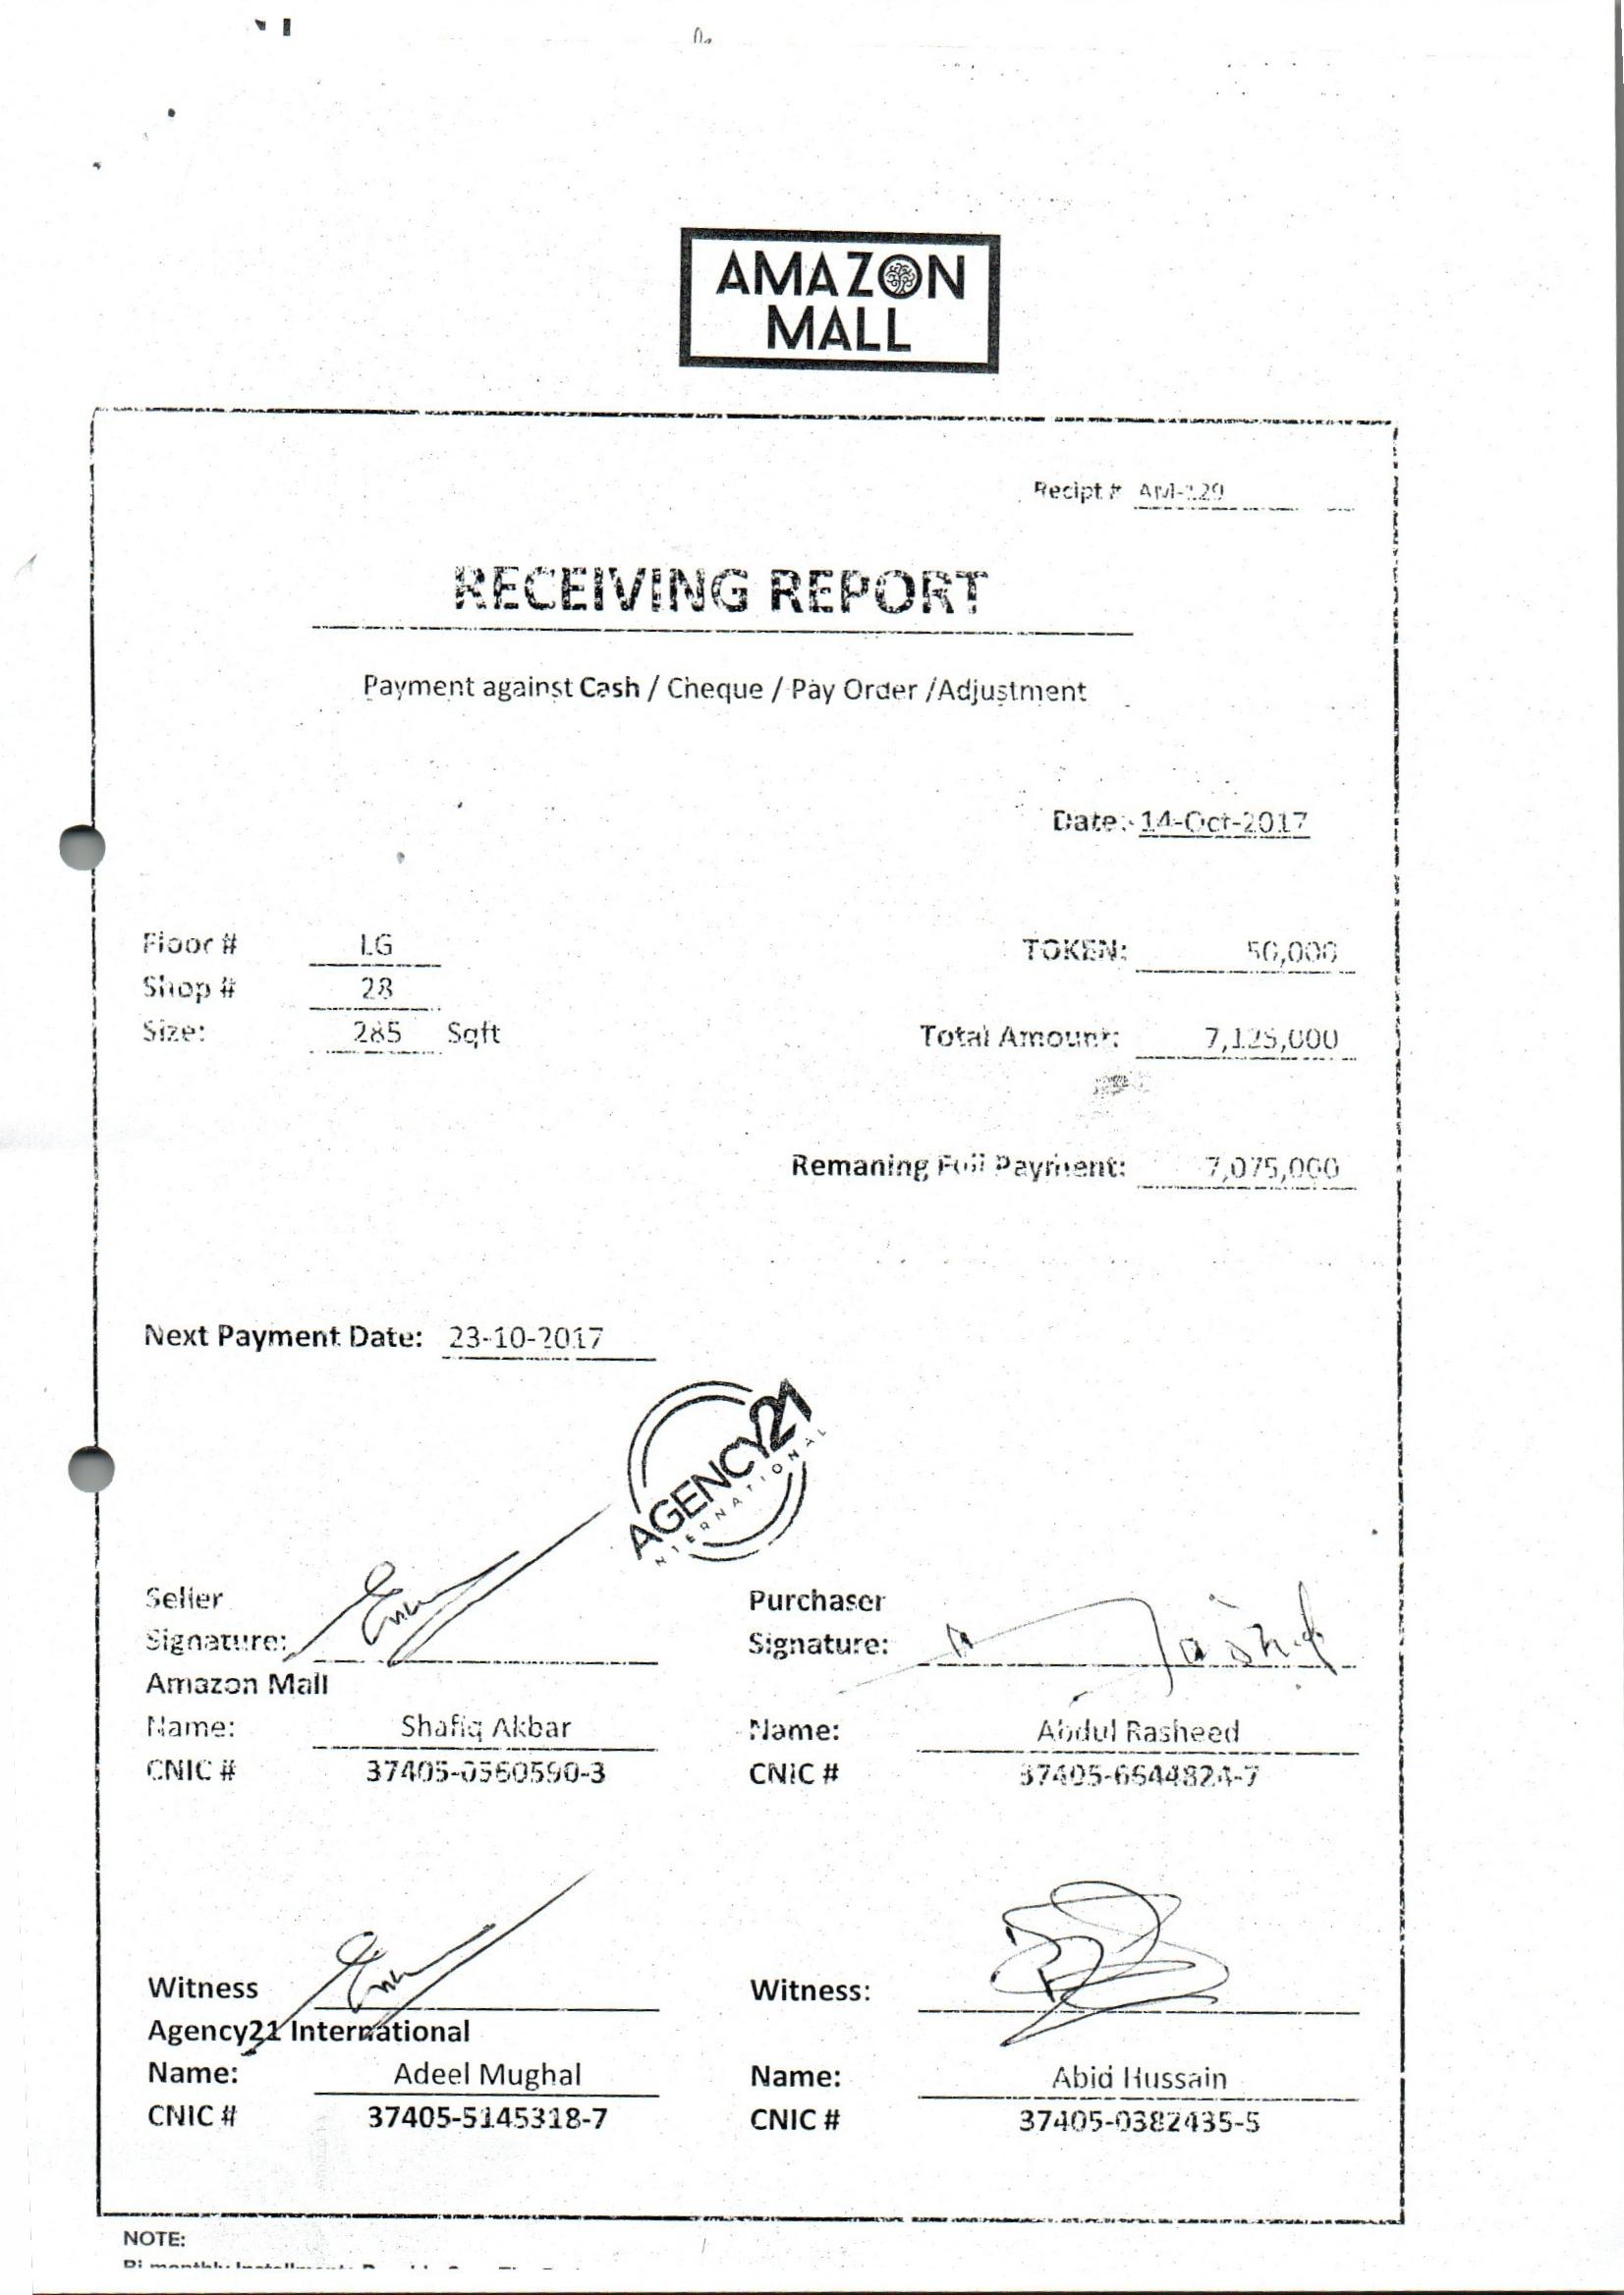 AMAZON
MALL
Recipt # AM-120
RECEIVING REPORT
Payment against Cash / Cheque / Pay Order /Adjustment
Date: 14-Oct-2017
Floor # LG TOKEN: 50,000
Shop # 28
Size: 285 Sqft Total Amount: 7,125,000
Remaning Full Payment: 7,075,000
Next Payment Date: 23-10-2017
AGENCY21
INTERNATIONAL
Seller Purchaser
Signature: Signature: Rashid
Amazon Mall
Name: Shafiq Akbar Name: Abdul Rasheed
CNIC # 37405-0560590-3 CNIC # 37405-6644824-7
Witness Witness:
Agency21 International
Name: Adeel Mughal Name: Abid Hussain
CNIC # 37405-5145318-7 CNIC # 37405-0382435-5
NOTE: